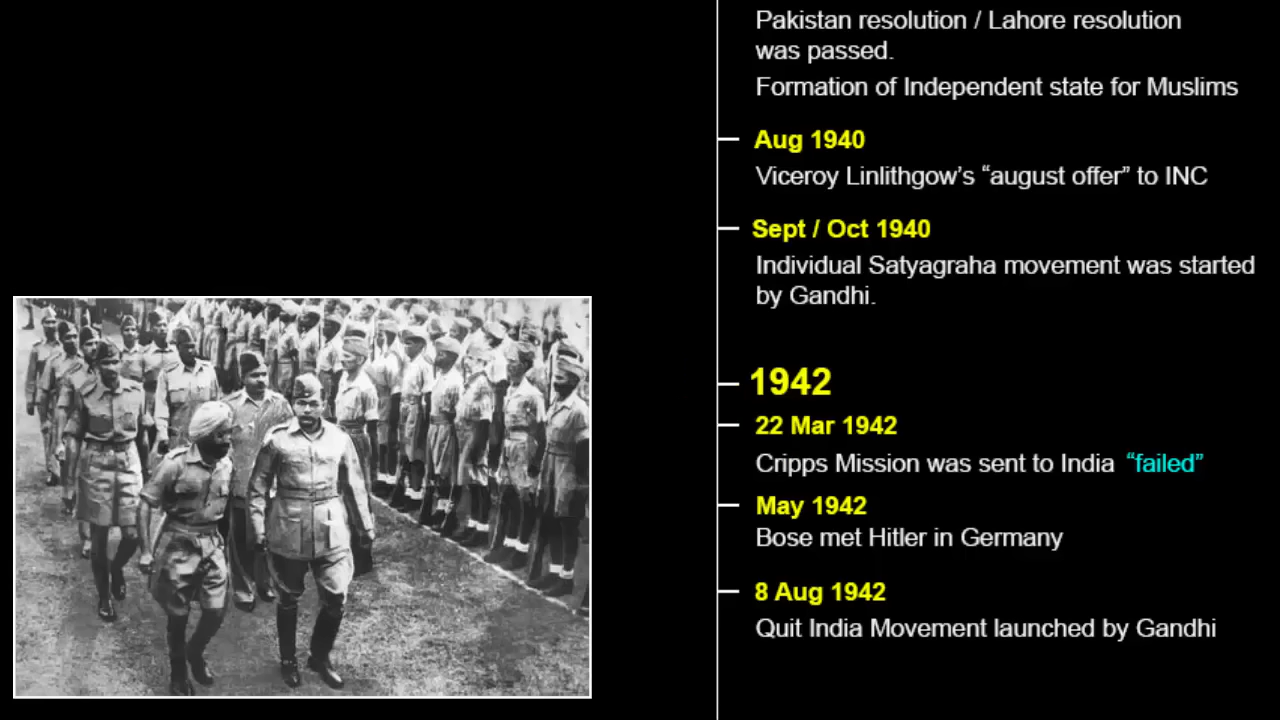 Pakistan resolution / Lahore resolution
was passed.
Formation of Independent state for Muslims
Aug 1940
Viceroy Linlithgow's “august offer” to INC
Sept / Oct 1940
Individual Satyagraha movement was started
by Gandhi.
1942
22 Mar 1942
Cripps Mission was sent to India “failed”
May 1942
Bose met Hitler in Germany
8 Aug 1942
Quit India Movement launched by Gandhi